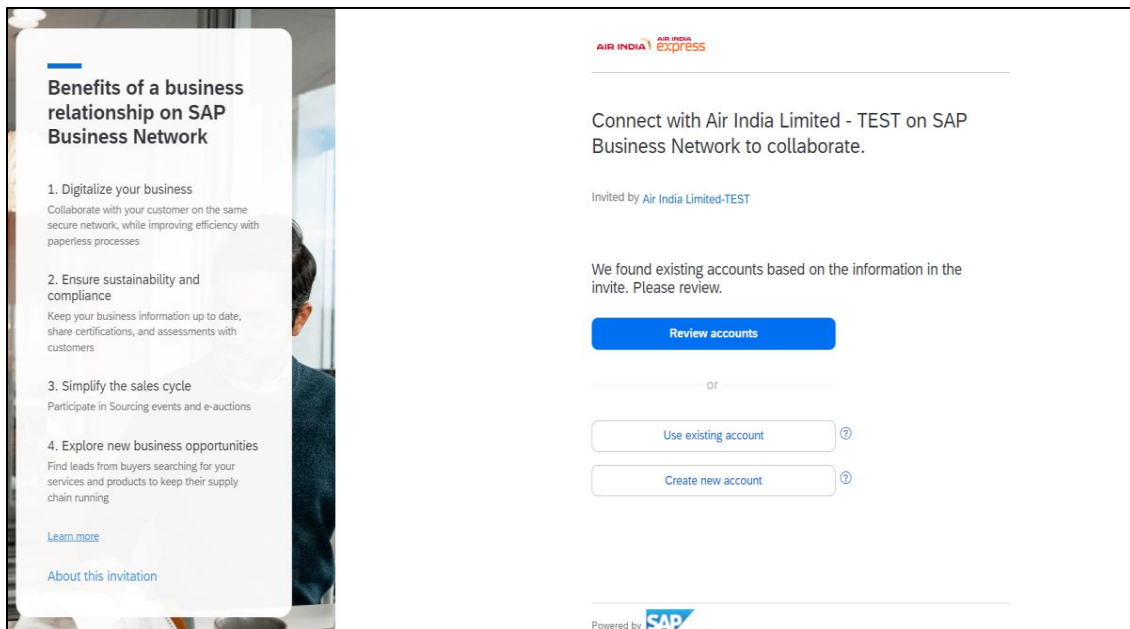 Benefits of a business
relationship on SAP
Business Network
1. Digitalize your business
Collaborate with your customer on the same
secure network, while improving efficiency with
paperless processes
2. Ensure sustainability and
compliance
Keep your business information up to date,
share certifications, and assessments with
customers
3. Simplify the sales cycle
Participate in Sourcing events and e-auctions
4. Explore new business opportunities
Find leads from buyers searching for your
services and products to keep their supply
chain running
Learn more
About this invitation
AIR INDIA
AIR INDIA
express
Connect with Air India Limited - TEST on SAP
Business Network to collaborate.
Invited by Air India Limited-TEST
We found existing accounts based on the information in the
invite. Please review.
Review accounts
or
Use existing account ?
Create new account ?
Powered by SAP